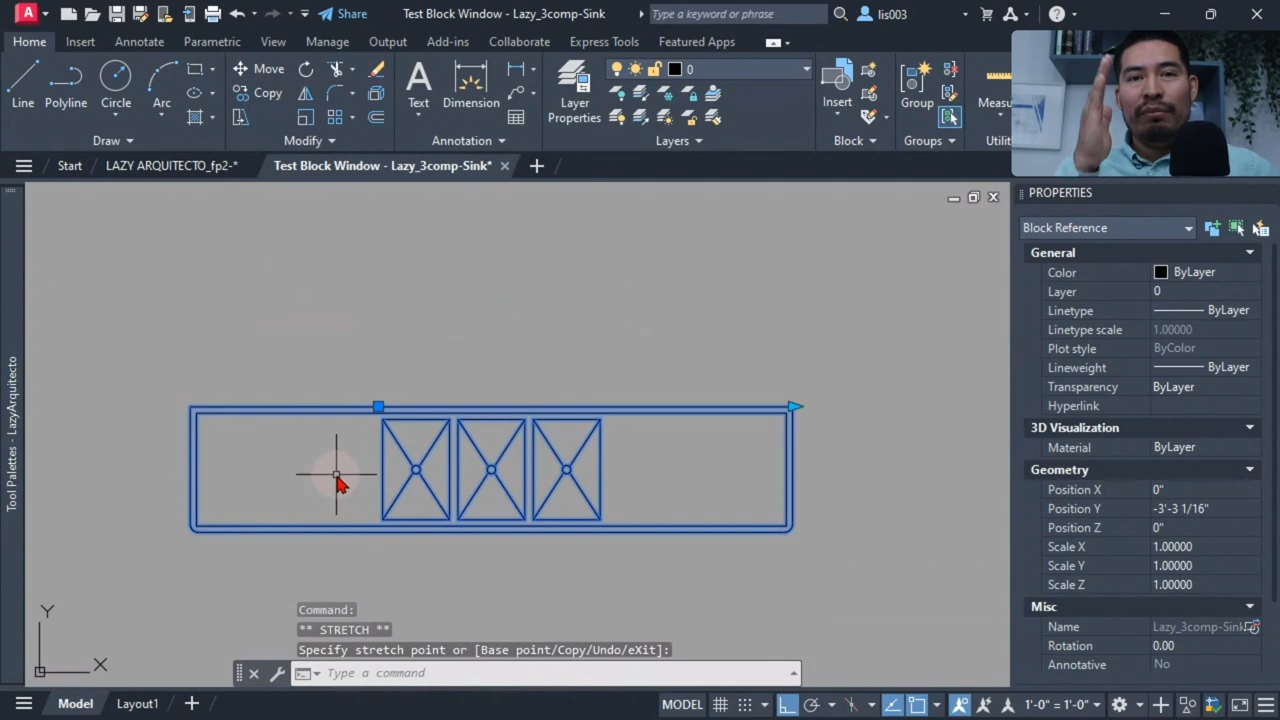 Share
Test Block Window - Lazy_3comp-Sink
Type a keyword or phrase
lis003
Home
Insert
Annotate
Parametric
View
Manage
Output
Add-ins
Collaborate
Express Tools
Featured Apps
Line
Polyline
Circle
Arc
Move
Copy
Text
Dimension
Layer
Properties
0
Insert
Group
Measu
Draw
Modify
Annotation
Layers
Block
Groups
Utilit
Start
LAZY ARQUITECTO_fp2-*
Test Block Window - Lazy_3comp-Sink*
PROPERTIES
Block Reference
General
Color ByLayer
Layer 0
Linetype ByLayer
Linetype scale 1.00000
Plot style ByColor
Lineweight ByLayer
Transparency ByLayer
Hyperlink
3D Visualization
Material ByLayer
Geometry
Position X 0"
Position Y -3'-3 1/16"
Position Z 0"
Scale X 1.00000
Scale Y 1.00000
Scale Z 1.00000
Misc
Name Lazy_3comp-Sink
Rotation 0.00
Annotative No
Tool Palettes - LazyArquitecto
Y
X
Command:
** STRETCH **
Specify stretch point or [Base point/Copy/Undo/eXit]:
Type a command
Model
Layout1
MODEL
1'-0" = 1'-0"